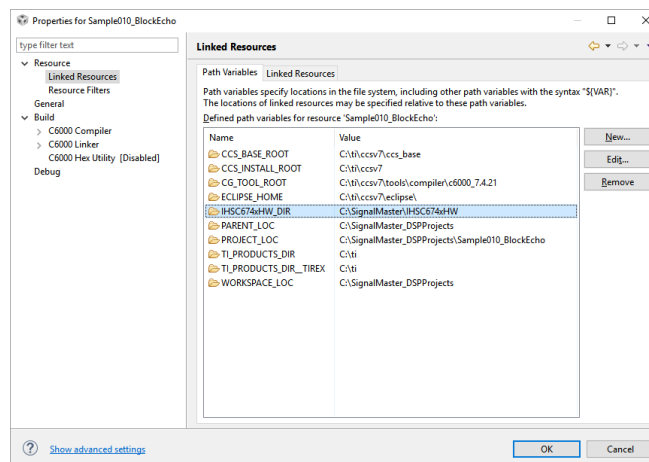 Properties for Sample010_BlockEcho
type filter text
Resource
Linked Resources
Resource Filters
General
Build
C6000 Compiler
C6000 Linker
C6000 Hex Utility [Disabled]
Debug
Linked Resources
Path Variables Linked Resources
Path variables specify locations in the file system, including other path variables with the syntax "${VAR}".
The locations of linked resources may be specified relative to these path variables.
Defined path variables for resource 'Sample010_BlockEcho':
Name Value
CCS_BASE_ROOT C:\ti\ccsv7\ccs_base
CCS_INSTALL_ROOT C:\ti\ccsv7
CG_TOOL_ROOT C:\ti\ccsv7\tools\compiler\c6000_7.4.21
ECLIPSE_HOME C:\ti\ccsv7\eclipse\
IHSC674xHW_DIR C:\SignalMaster\IHSC674xHW
PARENT_LOC C:\SignalMaster_DSPProjects
PROJECT_LOC C:\SignalMaster_DSPProjects\Sample010_BlockEcho
TI_PRODUCTS_DIR C:\ti
TI_PRODUCTS_DIR__TIREX C:\ti
WORKSPACE_LOC C:\SignalMaster_DSPProjects
New...
Edit...
Remove
Show advanced settings
OK Cancel